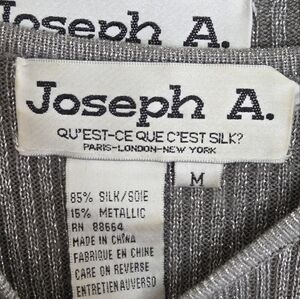 Joseph A.
Joseph A.
QU'EST-CE QUE C'EST SILK?
PARIS-LONDON-NEW YORK
M
85% SILK/SOIE
15% METALLIC
RN 88664
MADE IN CHINA
FABRIQUE EN CHINE
CARE ON REVERSE
ENTRETIEN AU VERSO